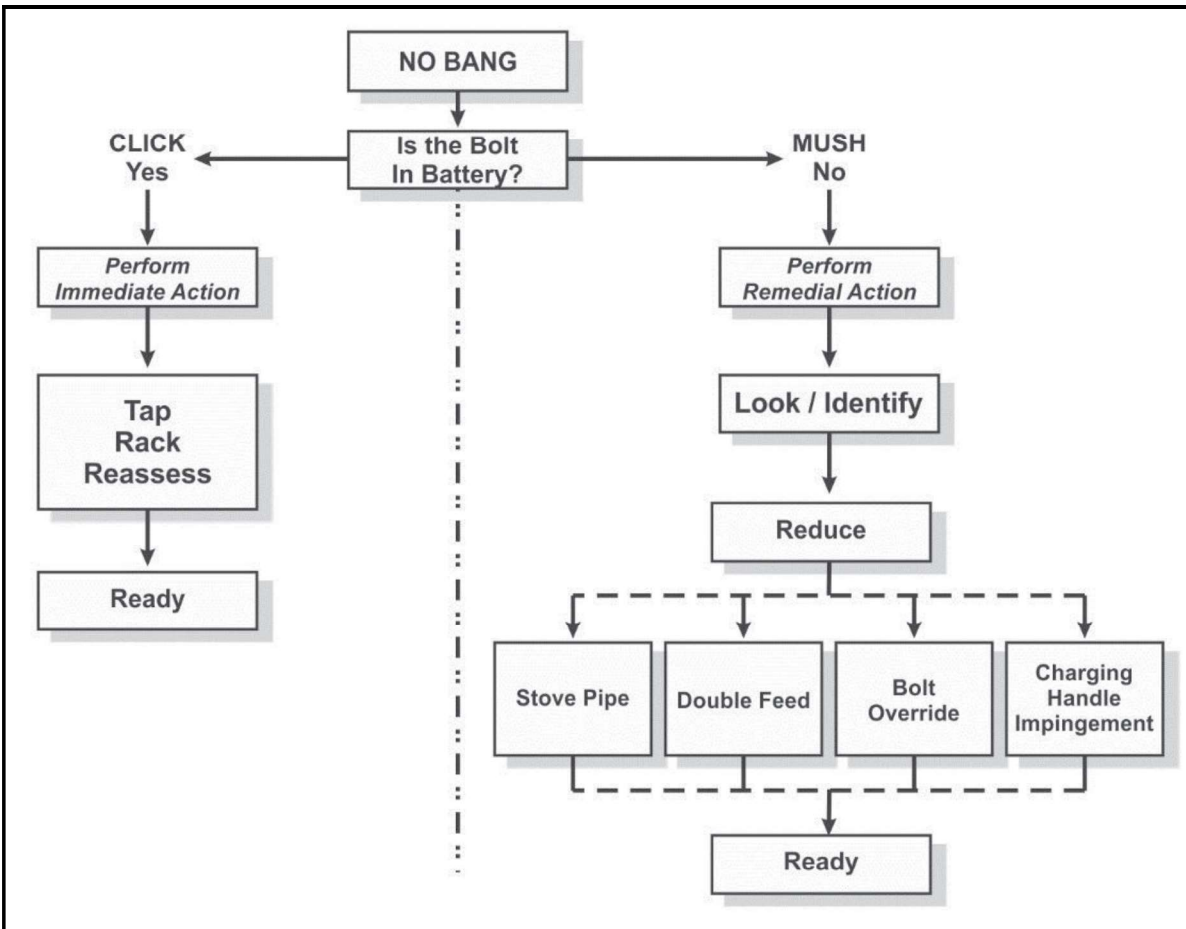 NO BANG
Is the Bolt
In Battery?
CLICK
Yes
Perform
Immediate Action
Tap
Rack
Reassess
Ready
MUSH
No
Perform
Remedial Action
Look / Identify
Reduce
Stove Pipe
Double Feed
Bolt
Override
Charging
Handle
Impingement
Ready